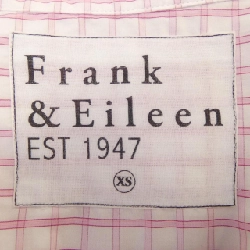 Frank
& Eileen
EST 1947
XS